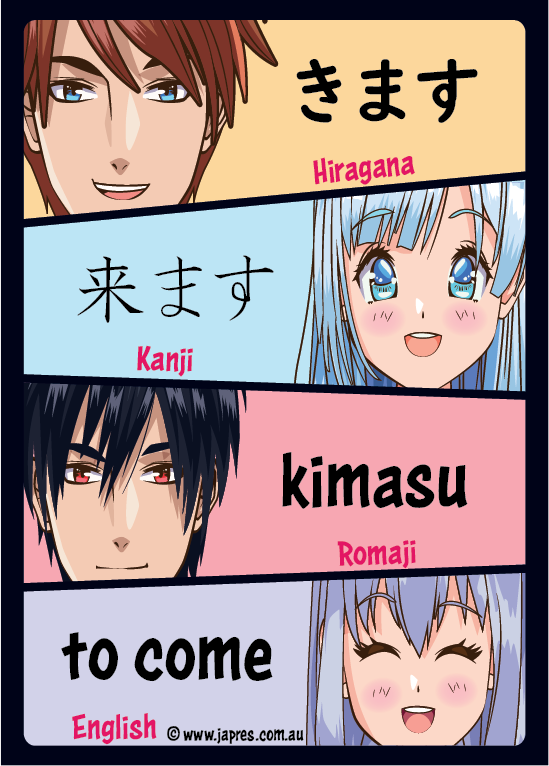 きます
Hiragana
来ます
Kanji
kimasu
Romaji
to come
English © www.japres.com.au